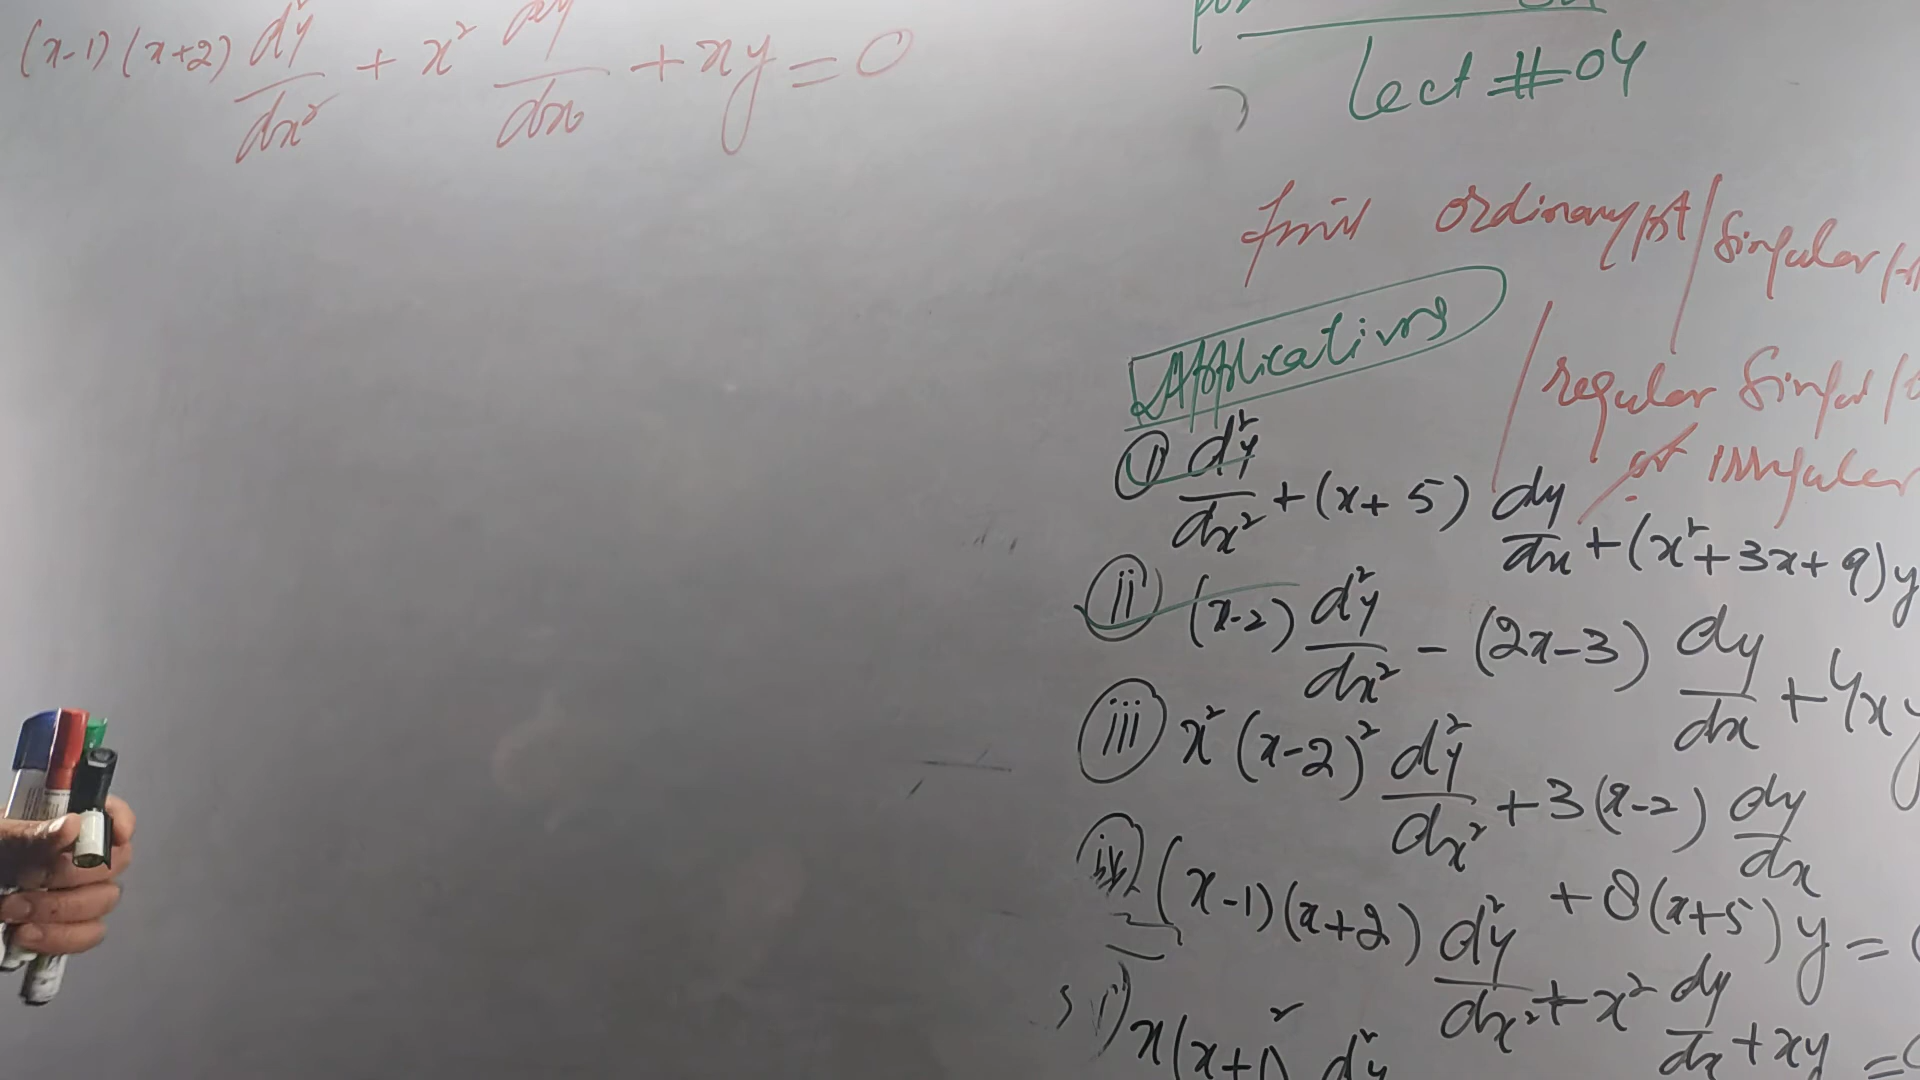 (x-1)(x+2) d²y/dx² + x² dy/dx + xy = 0
Lect # 04
find ordinary pt / Singular pt
/ regular Singul
or irregular
Applications
(i) d²y/dx² + (x+5) dy/dx + (x²+3x+9)y
(ii) (x-2) d²y/dx² - (2x-3) dy/dx + 4xy
(iii) x²(x-2)² d²y/dx² + 3(x-2) dy/dx
+ 8(x+5)y =
(iv) (x-1)(x+2) d²y/dx² + x² dy/dx + xy = 0
x(x+1)² d²y